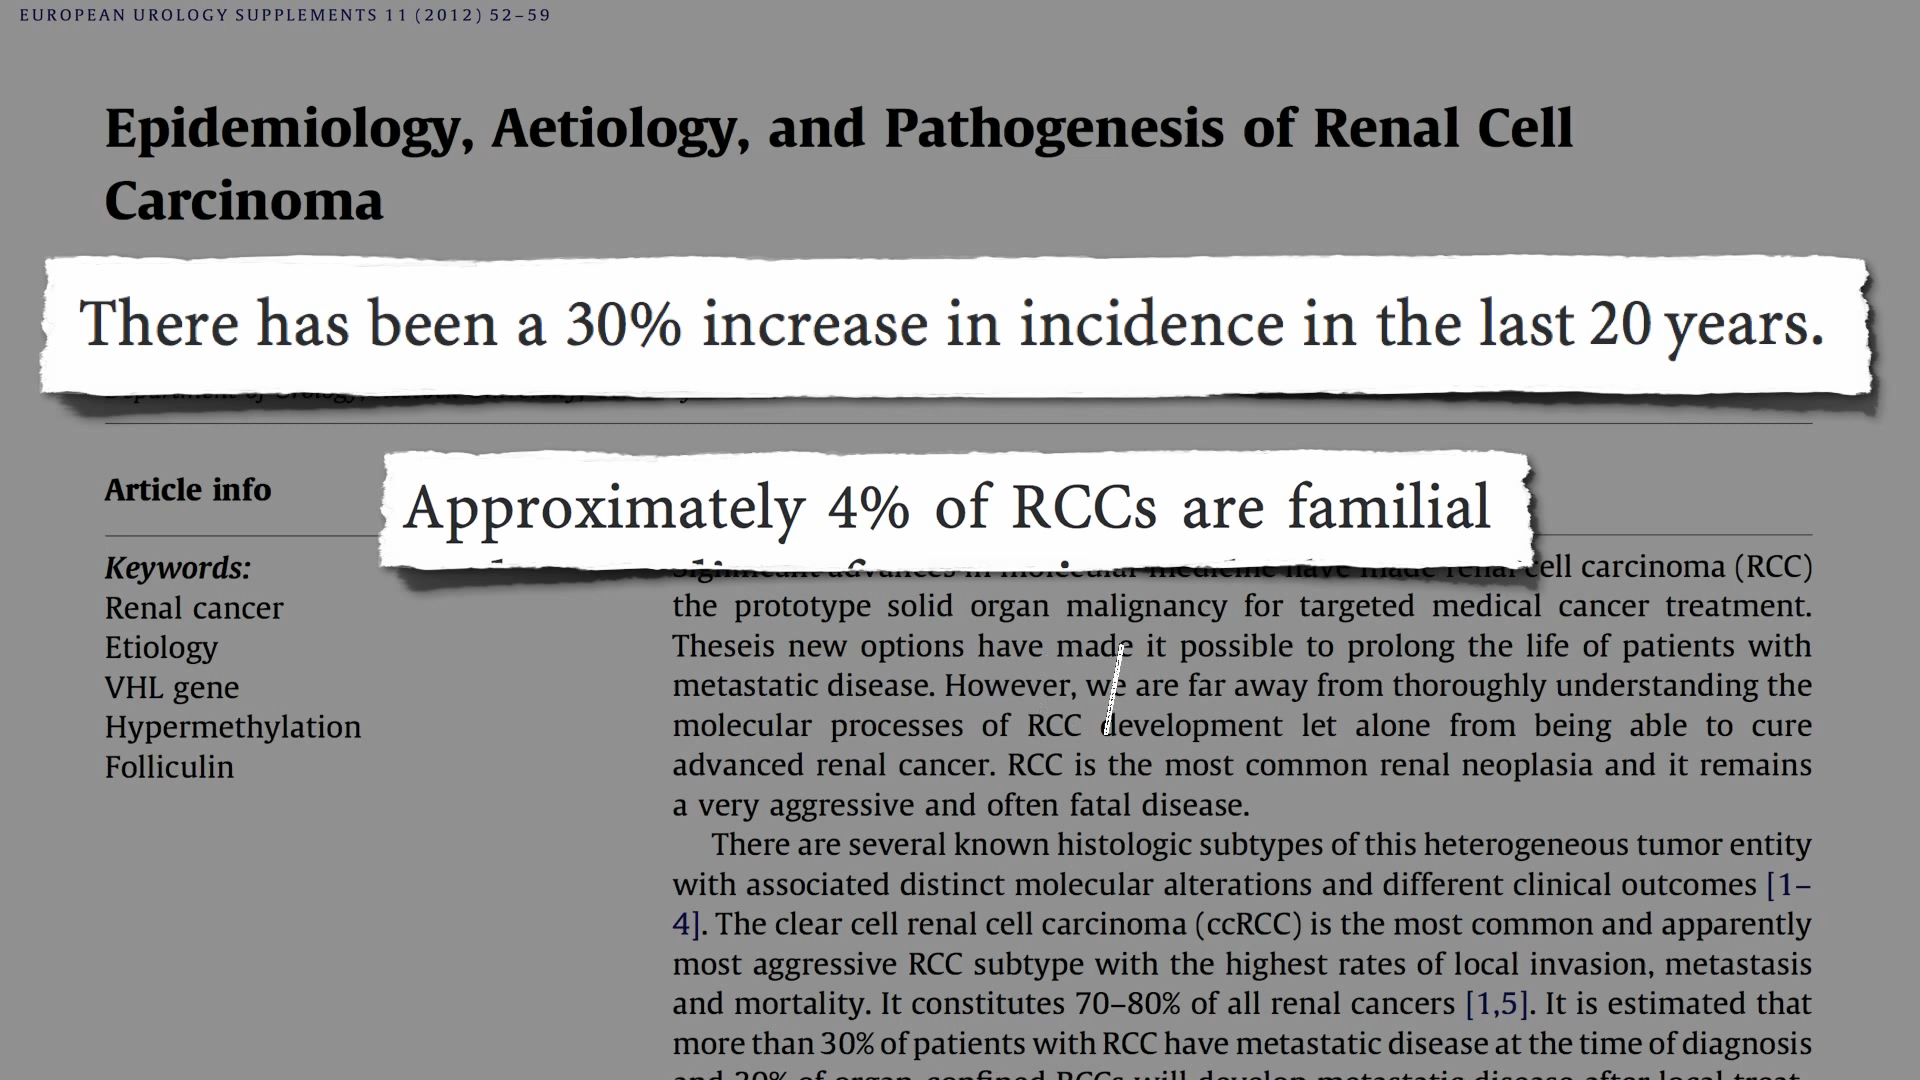 EUROPEAN UROLOGY SUPPLEMENTS 11 (2012) 52–59
Epidemiology, Aetiology, and Pathogenesis of Renal Cell
Carcinoma
There has been a 30% increase in incidence in the last 20 years.
Article info
Approximately 4% of RCCs are familial
Keywords:
Renal cancer
Etiology
VHL gene
Hypermethylation
Folliculin
Significant advances in molecular medicine have made renal cell carcinoma (RCC)
the prototype solid organ malignancy for targeted medical cancer treatment.
Theseis new options have made it possible to prolong the life of patients with
metastatic disease. However, we are far away from thoroughly understanding the
molecular processes of RCC development let alone from being able to cure
advanced renal cancer. RCC is the most common renal neoplasia and it remains
a very aggressive and often fatal disease.
There are several known histologic subtypes of this heterogeneous tumor entity
with associated distinct molecular alterations and different clinical outcomes [1–
4]. The clear cell renal cell carcinoma (ccRCC) is the most common and apparently
most aggressive RCC subtype with the highest rates of local invasion, metastasis
and mortality. It constitutes 70–80% of all renal cancers [1,5]. It is estimated that
more than 30% of patients with RCC have metastatic disease at the time of diagnosis